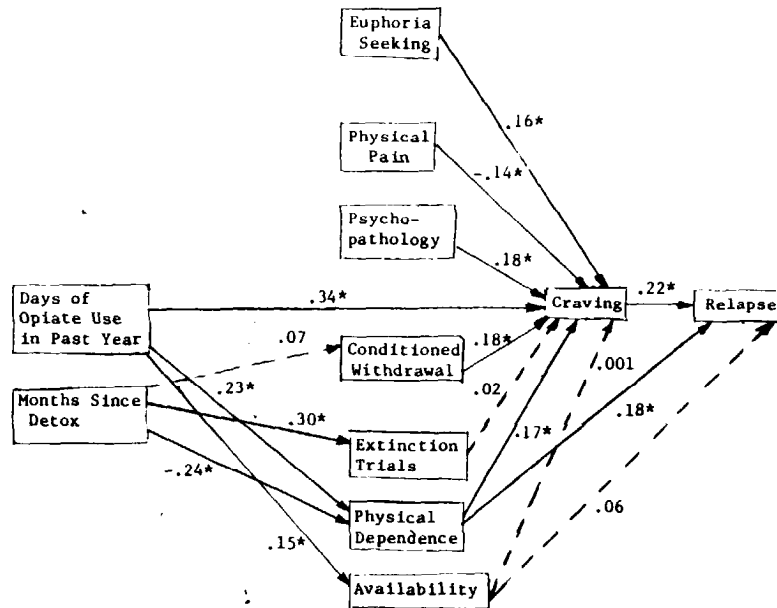 Euphoria
Seeking
.16*
Physical
Pain
-.14*
Psycho-
pathology
.18*
Days of
Opiate Use
in Past Year
.34*
Craving
.22*
Relapse
.07
Conditioned
Withdrawal
.18*
.001
Months Since
Detox
.23*
.30*
.02
Extinction
Trials
.17*
.18*
-.24*
Physical
Dependence
.06
.15*
Availability